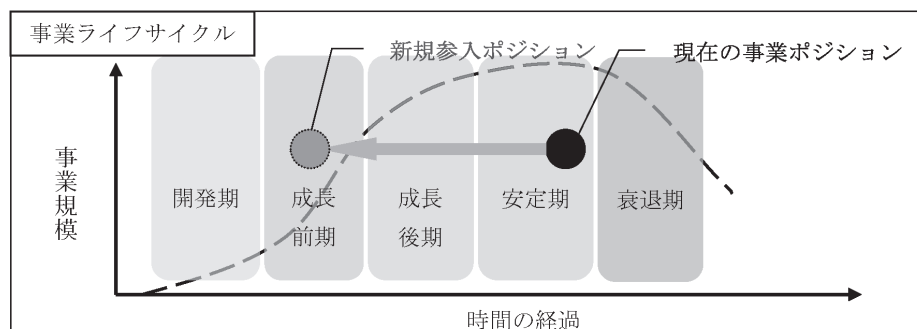 事業ライフサイクル
新規参入ポジション
現在の事業ポジション
事業規模
開発期
成長
前期
成長
後期
安定期
衰退期
時間の経過